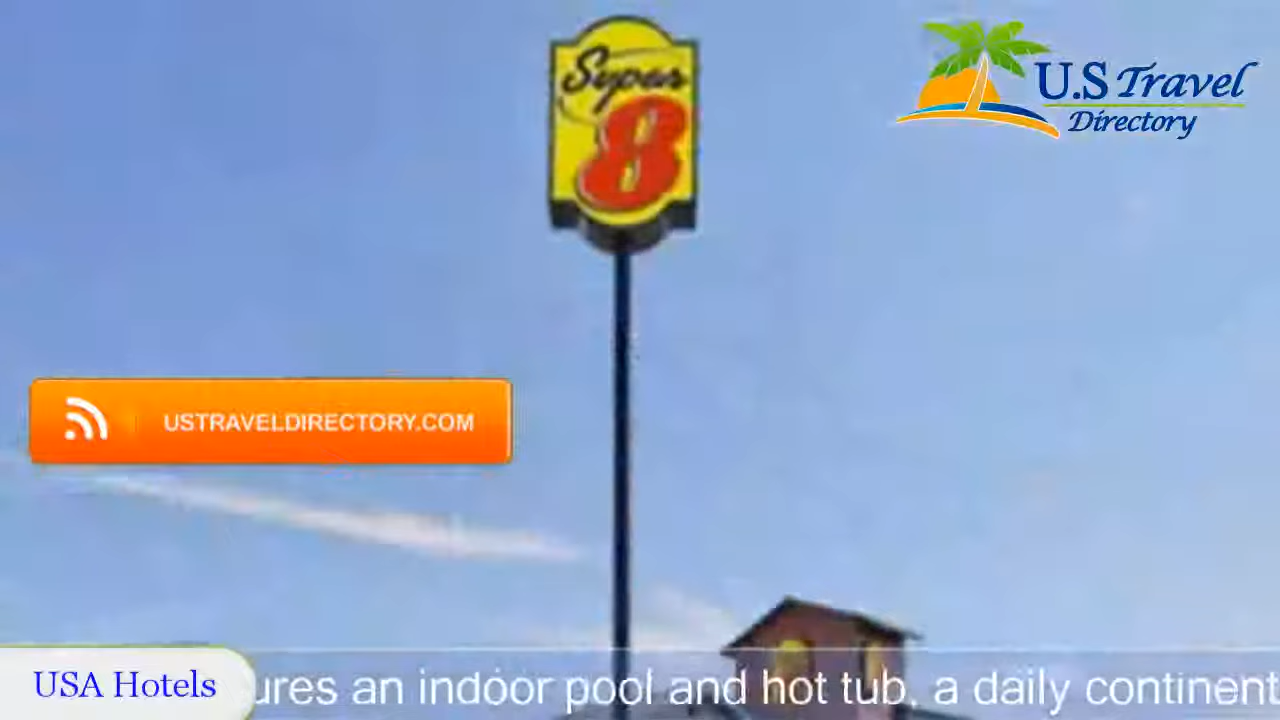 Super
8
U.S Travel
Directory
USTRAVELDIRECTORY.COM
USA Hotels
ures an indoor pool and hot tub, a daily continent